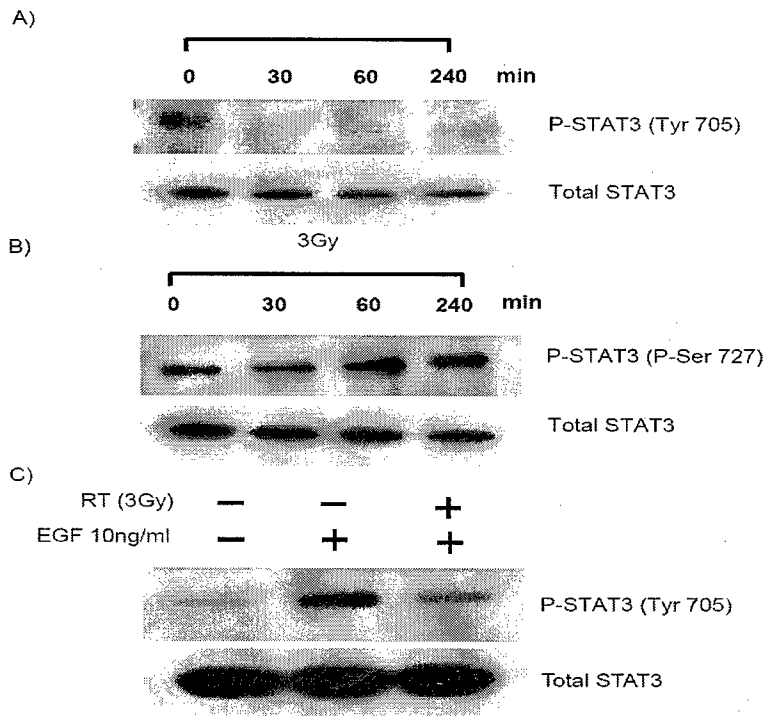 A)
0 30 60 240 min
P-STAT3 (Tyr 705)
Total STAT3
3Gy
B)
0 30 60 240 min
P-STAT3 (P-Ser 727)
Total STAT3
C)
RT (3Gy) − − +
EGF 10ng/ml − + +
P-STAT3 (Tyr 705)
Total STAT3